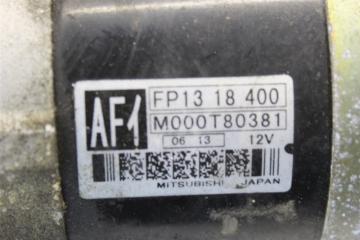 AF1
FP13 18 400
M000T80381
06 13 12V
MITSUBISHI JAPAN